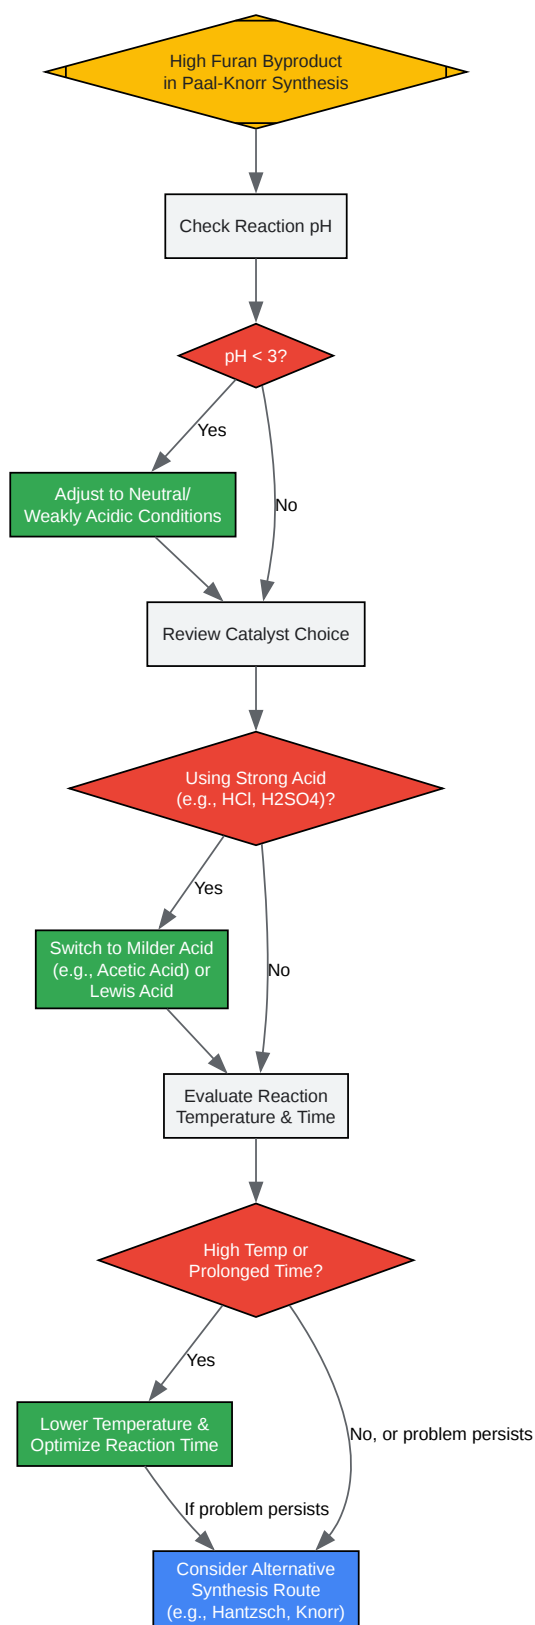 High Furan Byproduct
in Paal-Knorr Synthesis
Check Reaction pH
pH < 3?
Yes
Adjust to Neutral/
Weakly Acidic Conditions
No
Review Catalyst Choice
Using Strong Acid
(e.g., HCl, H2SO4)?
Yes
Switch to Milder Acid
(e.g., Acetic Acid) or
Lewis Acid
No
Evaluate Reaction
Temperature & Time
High Temp or
Prolonged Time?
Yes
Lower Temperature &
Optimize Reaction Time
No, or problem persists
If problem persists
Consider Alternative
Synthesis Route
(e.g., Hantzsch, Knorr)